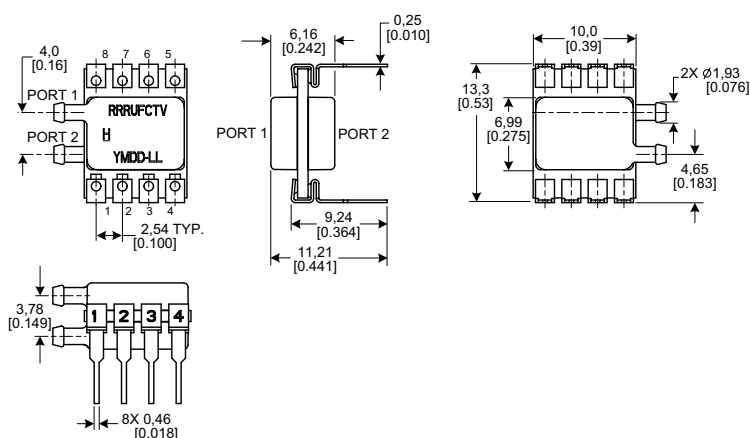 4,0
[0.16]
8 7 6 5
PORT 1
RRRUFCTV
H
PORT 2
YMDD-LL
1 2 3 4
2,54 TYP.
[0.100]
6,16
[0.242]
0,25
[0.010]
PORT 1
PORT 2
9,24
[0.364]
11,21
[0.441]
10,0
[0.39]
2X Ø1,93
[0.076]
13,3
[0.53]
6,99
[0.275]
4,65
[0.183]
3,78
[0.149]
1 2 3 4
8X 0,46
[0.018]